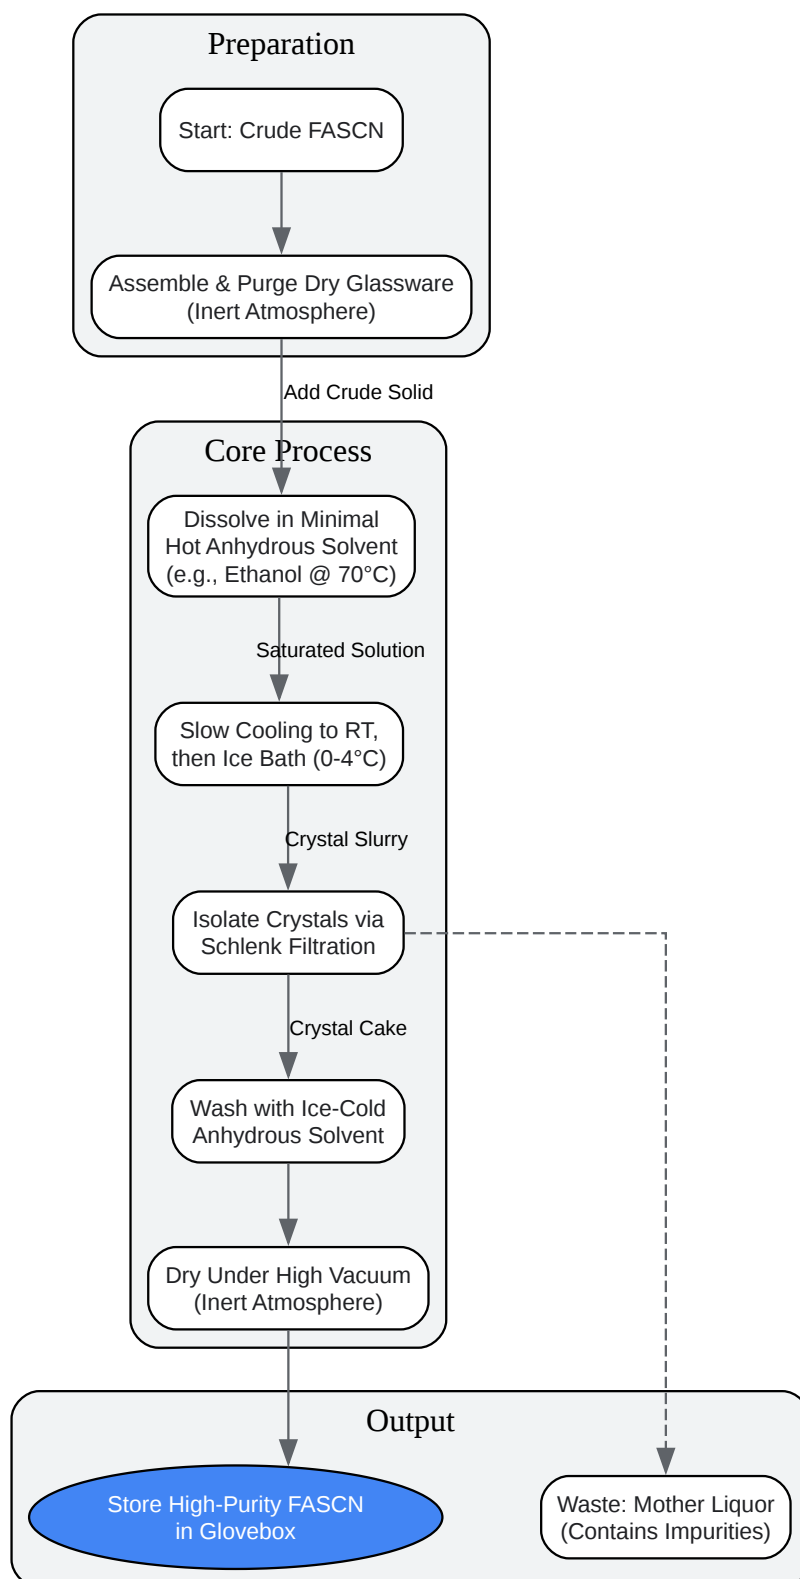 Preparation
Start: Crude FASCN
Assemble & Purge Dry Glassware
(Inert Atmosphere)
Add Crude Solid
Core Process
Dissolve in Minimal
Hot Anhydrous Solvent
(e.g., Ethanol @ 70°C)
Saturated Solution
Slow Cooling to RT,
then Ice Bath (0-4°C)
Crystal Slurry
Isolate Crystals via
Schlenk Filtration
Crystal Cake
Wash with Ice-Cold
Anhydrous Solvent
Dry Under High Vacuum
(Inert Atmosphere)
Output
Store High-Purity FASCN
in Glovebox
Waste: Mother Liquor
(Contains Impurities)